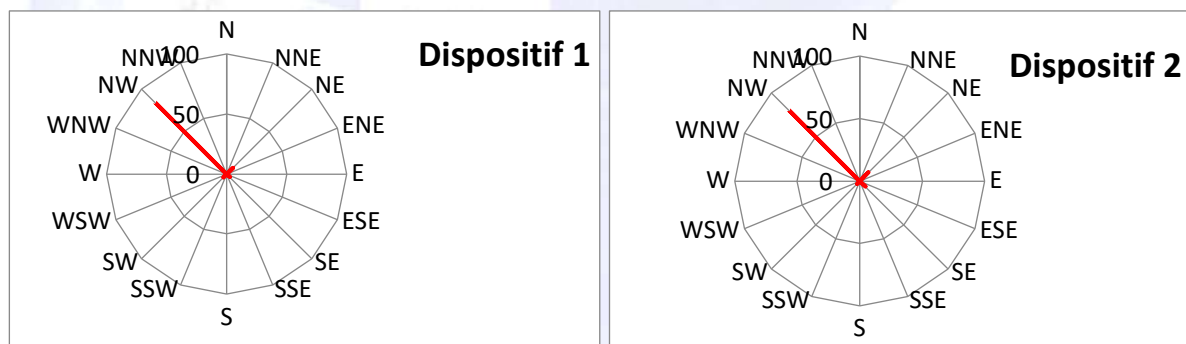 Dispositif 1
N
NNE
NE
ENE
E
ESE
SE
SSE
S
SSW
SW
WSW
W
WNW
NW
NNW
100
50
0
Dispositif 2
N
NNE
NE
ENE
E
ESE
SE
SSE
S
SSW
SW
WSW
W
WNW
NW
NNW
100
50
0